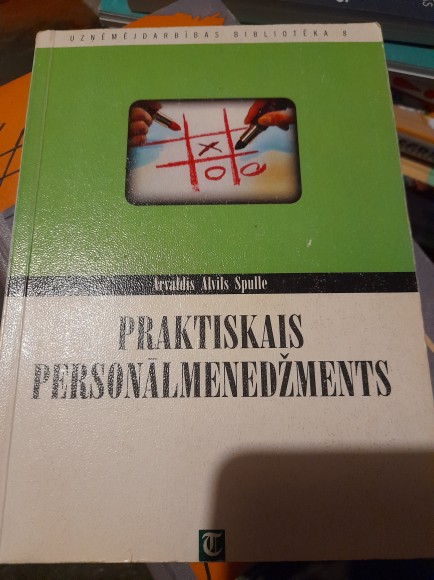 UZŅĒMĒJDARBĪBAS BIBLIOTĒKA 8
Arvaldis Alvils Spulle
PRAKTISKAIS
PERSONĀLMENEDŽMENTS
T